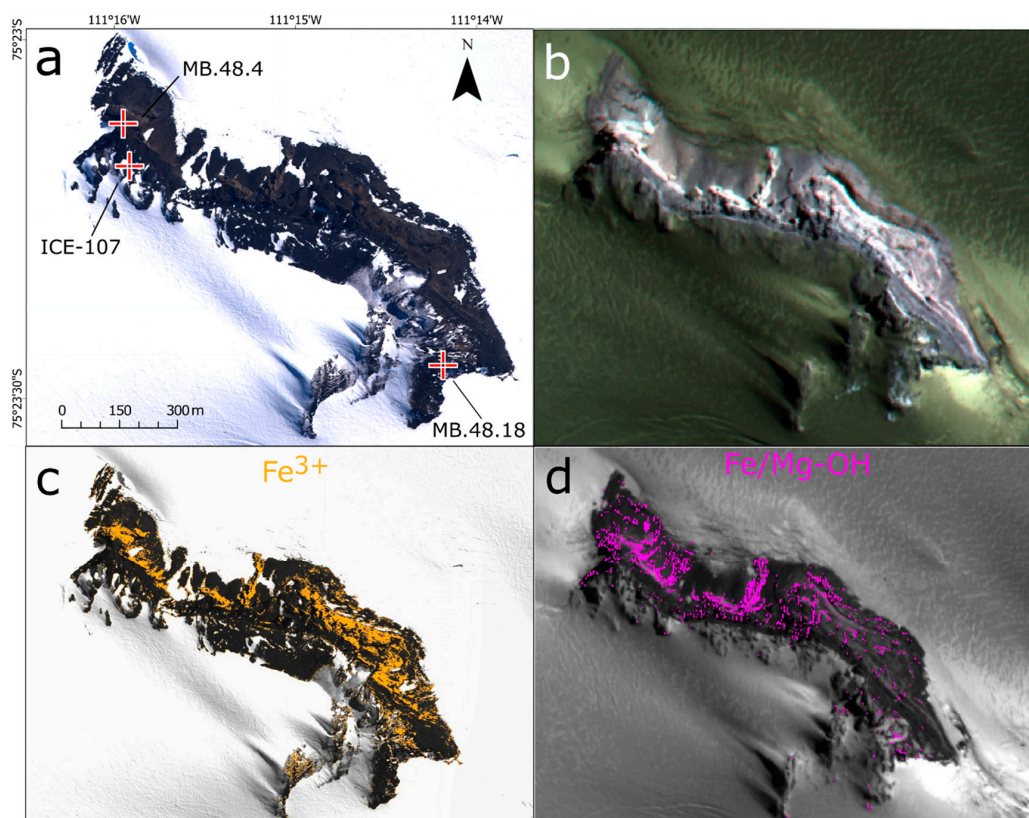 111°16'W 111°15'W 111°14'W
75°23'S
a
N
MB.48.4
ICE-107
75°23'30"S
0 150 300 m
MB.48.18
b
c
Fe3+
d
Fe/Mg-OH